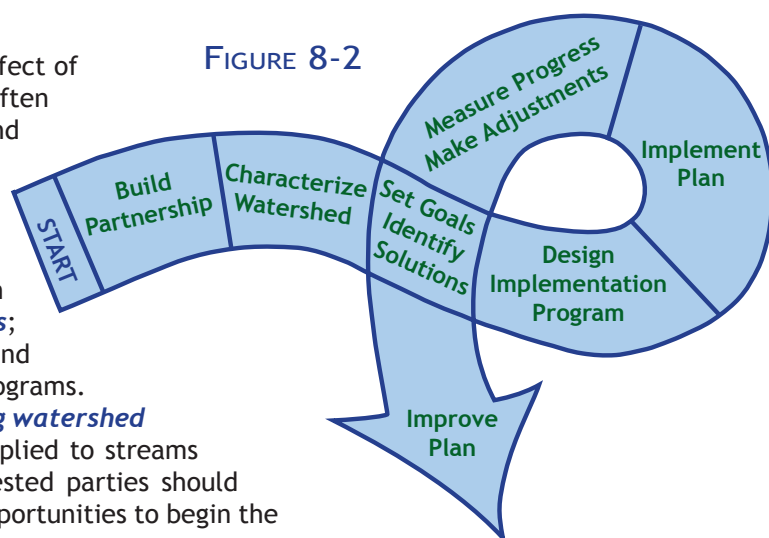 FIGURE 8-2
ffect of
ften
nd
s;
nd
ograms.
g watershed
plied to streams
ested parties should
pportunities to begin the
START
Build
Partnership
Characterize
Watershed
Set Goals
Identify
Solutions
Design
Implementation
Program
Implement
Plan
Measure Progress
Make Adjustments
Improve
Plan